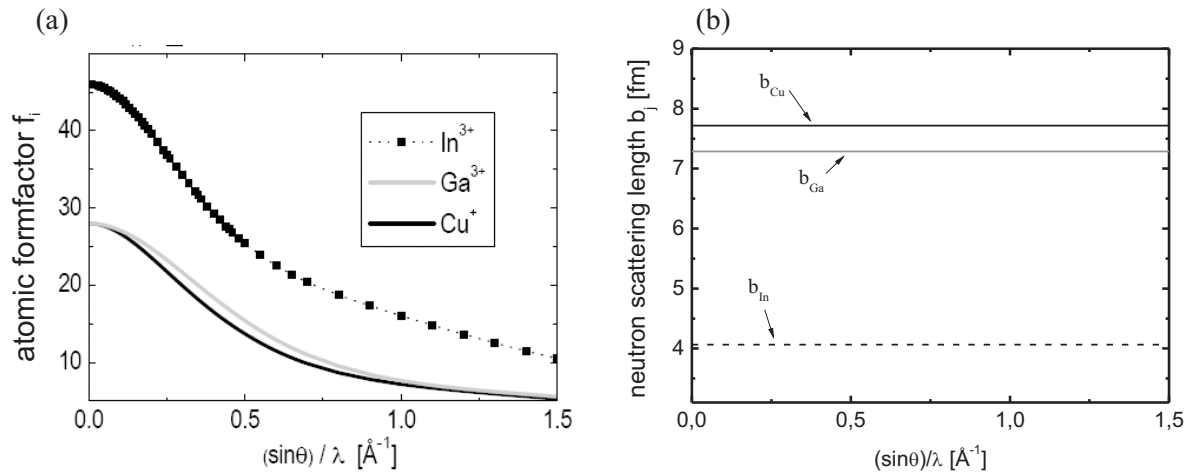 (a)
atomic formfactor fᵢ
40
30
20
10
In³⁺
Ga³⁺
Cu⁺
0.0 0.5 1.0 1.5
(sinθ) / λ [Å⁻¹]
(b)
neutron scattering length bⱼ [fm]
9
8
7
6
5
4
b_Cu
b_Ga
b_In
0,0 0,5 1,0 1,5
(sinθ)/λ [Å⁻¹]